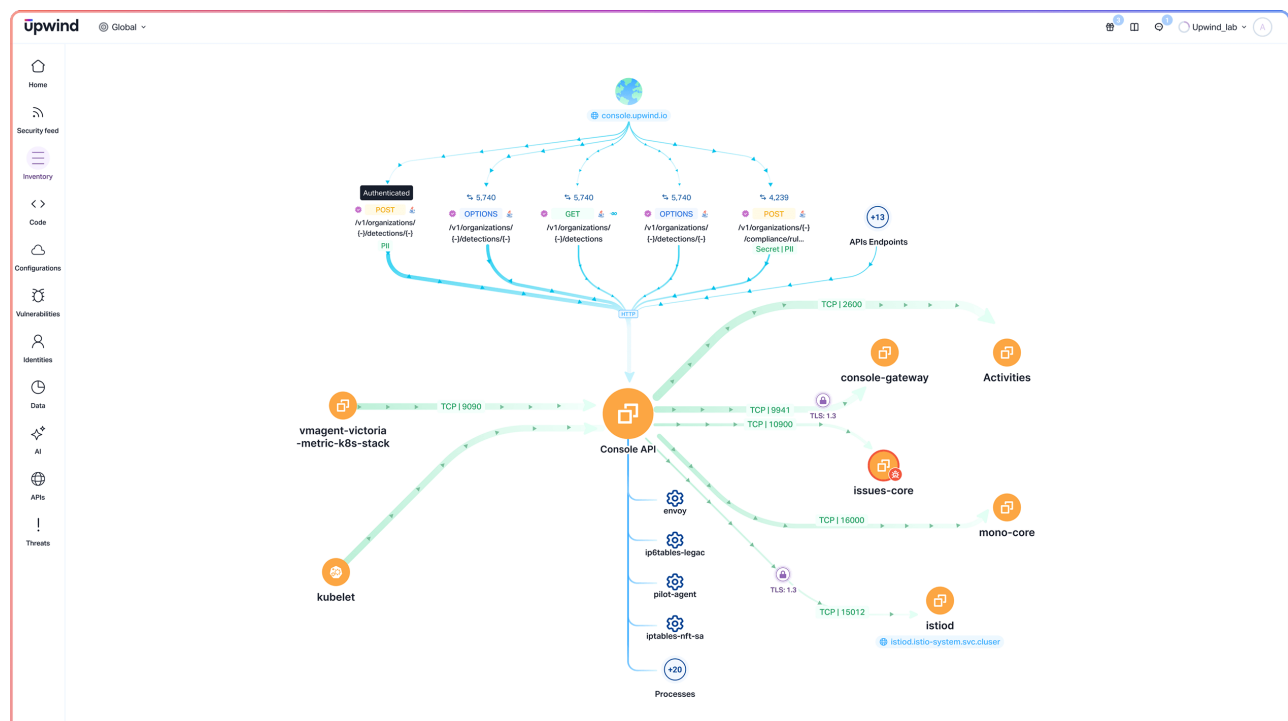 upwind
Global
3
1
Upwind_lab
A
Home
Security feed
Inventory
Code
Configurations
Vulnerabilities
Identities
Data
AI
APIs
Threats
console.upwind.io
Authenticated
POST
/v1/organizations/
{-}/detections/{-}
PII
5,740
OPTIONS
/v1/organizations/
{-}/detections/{-}
5,740
GET
/v1/organizations/
{-}/detections
5,740
OPTIONS
/v1/organizations/
{-}/detections/{-}
4,239
POST
/v1/organizations/{-}
/compliance/rul...
Secret | PII
+13
APIs Endpoints
HTTP
TCP | 2600
Activities
console-gateway
TCP | 9941
TLS: 1.3
TCP | 10900
issues-core
TCP | 16000
mono-core
TLS: 1.3
TCP | 15012
istiod
istiod.istio-system.svc.cluser
TCP | 9090
vmagent-victoria
-metric-k8s-stack
kubelet
Console API
envoy
ip6tables-legac
pilot-agent
iptables-nft-sa
+20
Processes